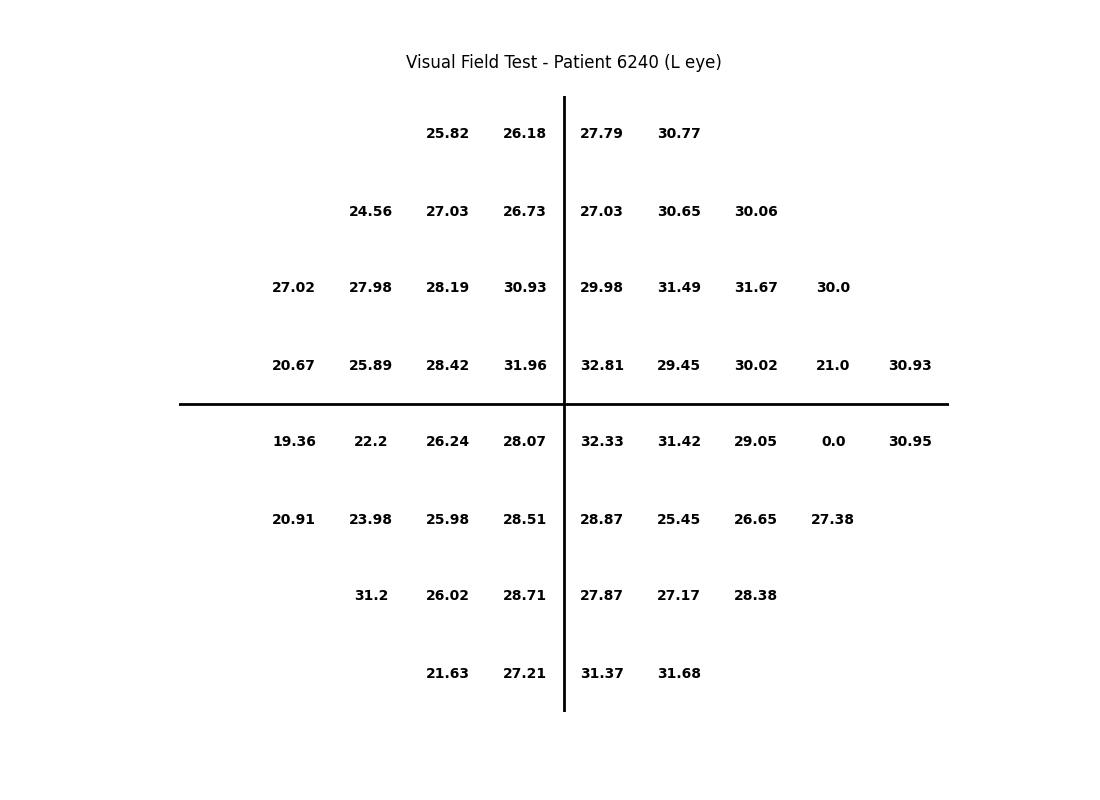 Visual Field Test - Patient 6240 (L eye)
25.82 26.18 27.79 30.77
24.56 27.03 26.73 27.03 30.65 30.06
27.02 27.98 28.19 30.93 29.98 31.49 31.67 30.0
20.67 25.89 28.42 31.96 32.81 29.45 30.02 21.0 30.93
19.36 22.2 26.24 28.07 32.33 31.42 29.05 0.0 30.95
20.91 23.98 25.98 28.51 28.87 25.45 26.65 27.38
31.2 26.02 28.71 27.87 27.17 28.38
21.63 27.21 31.37 31.68